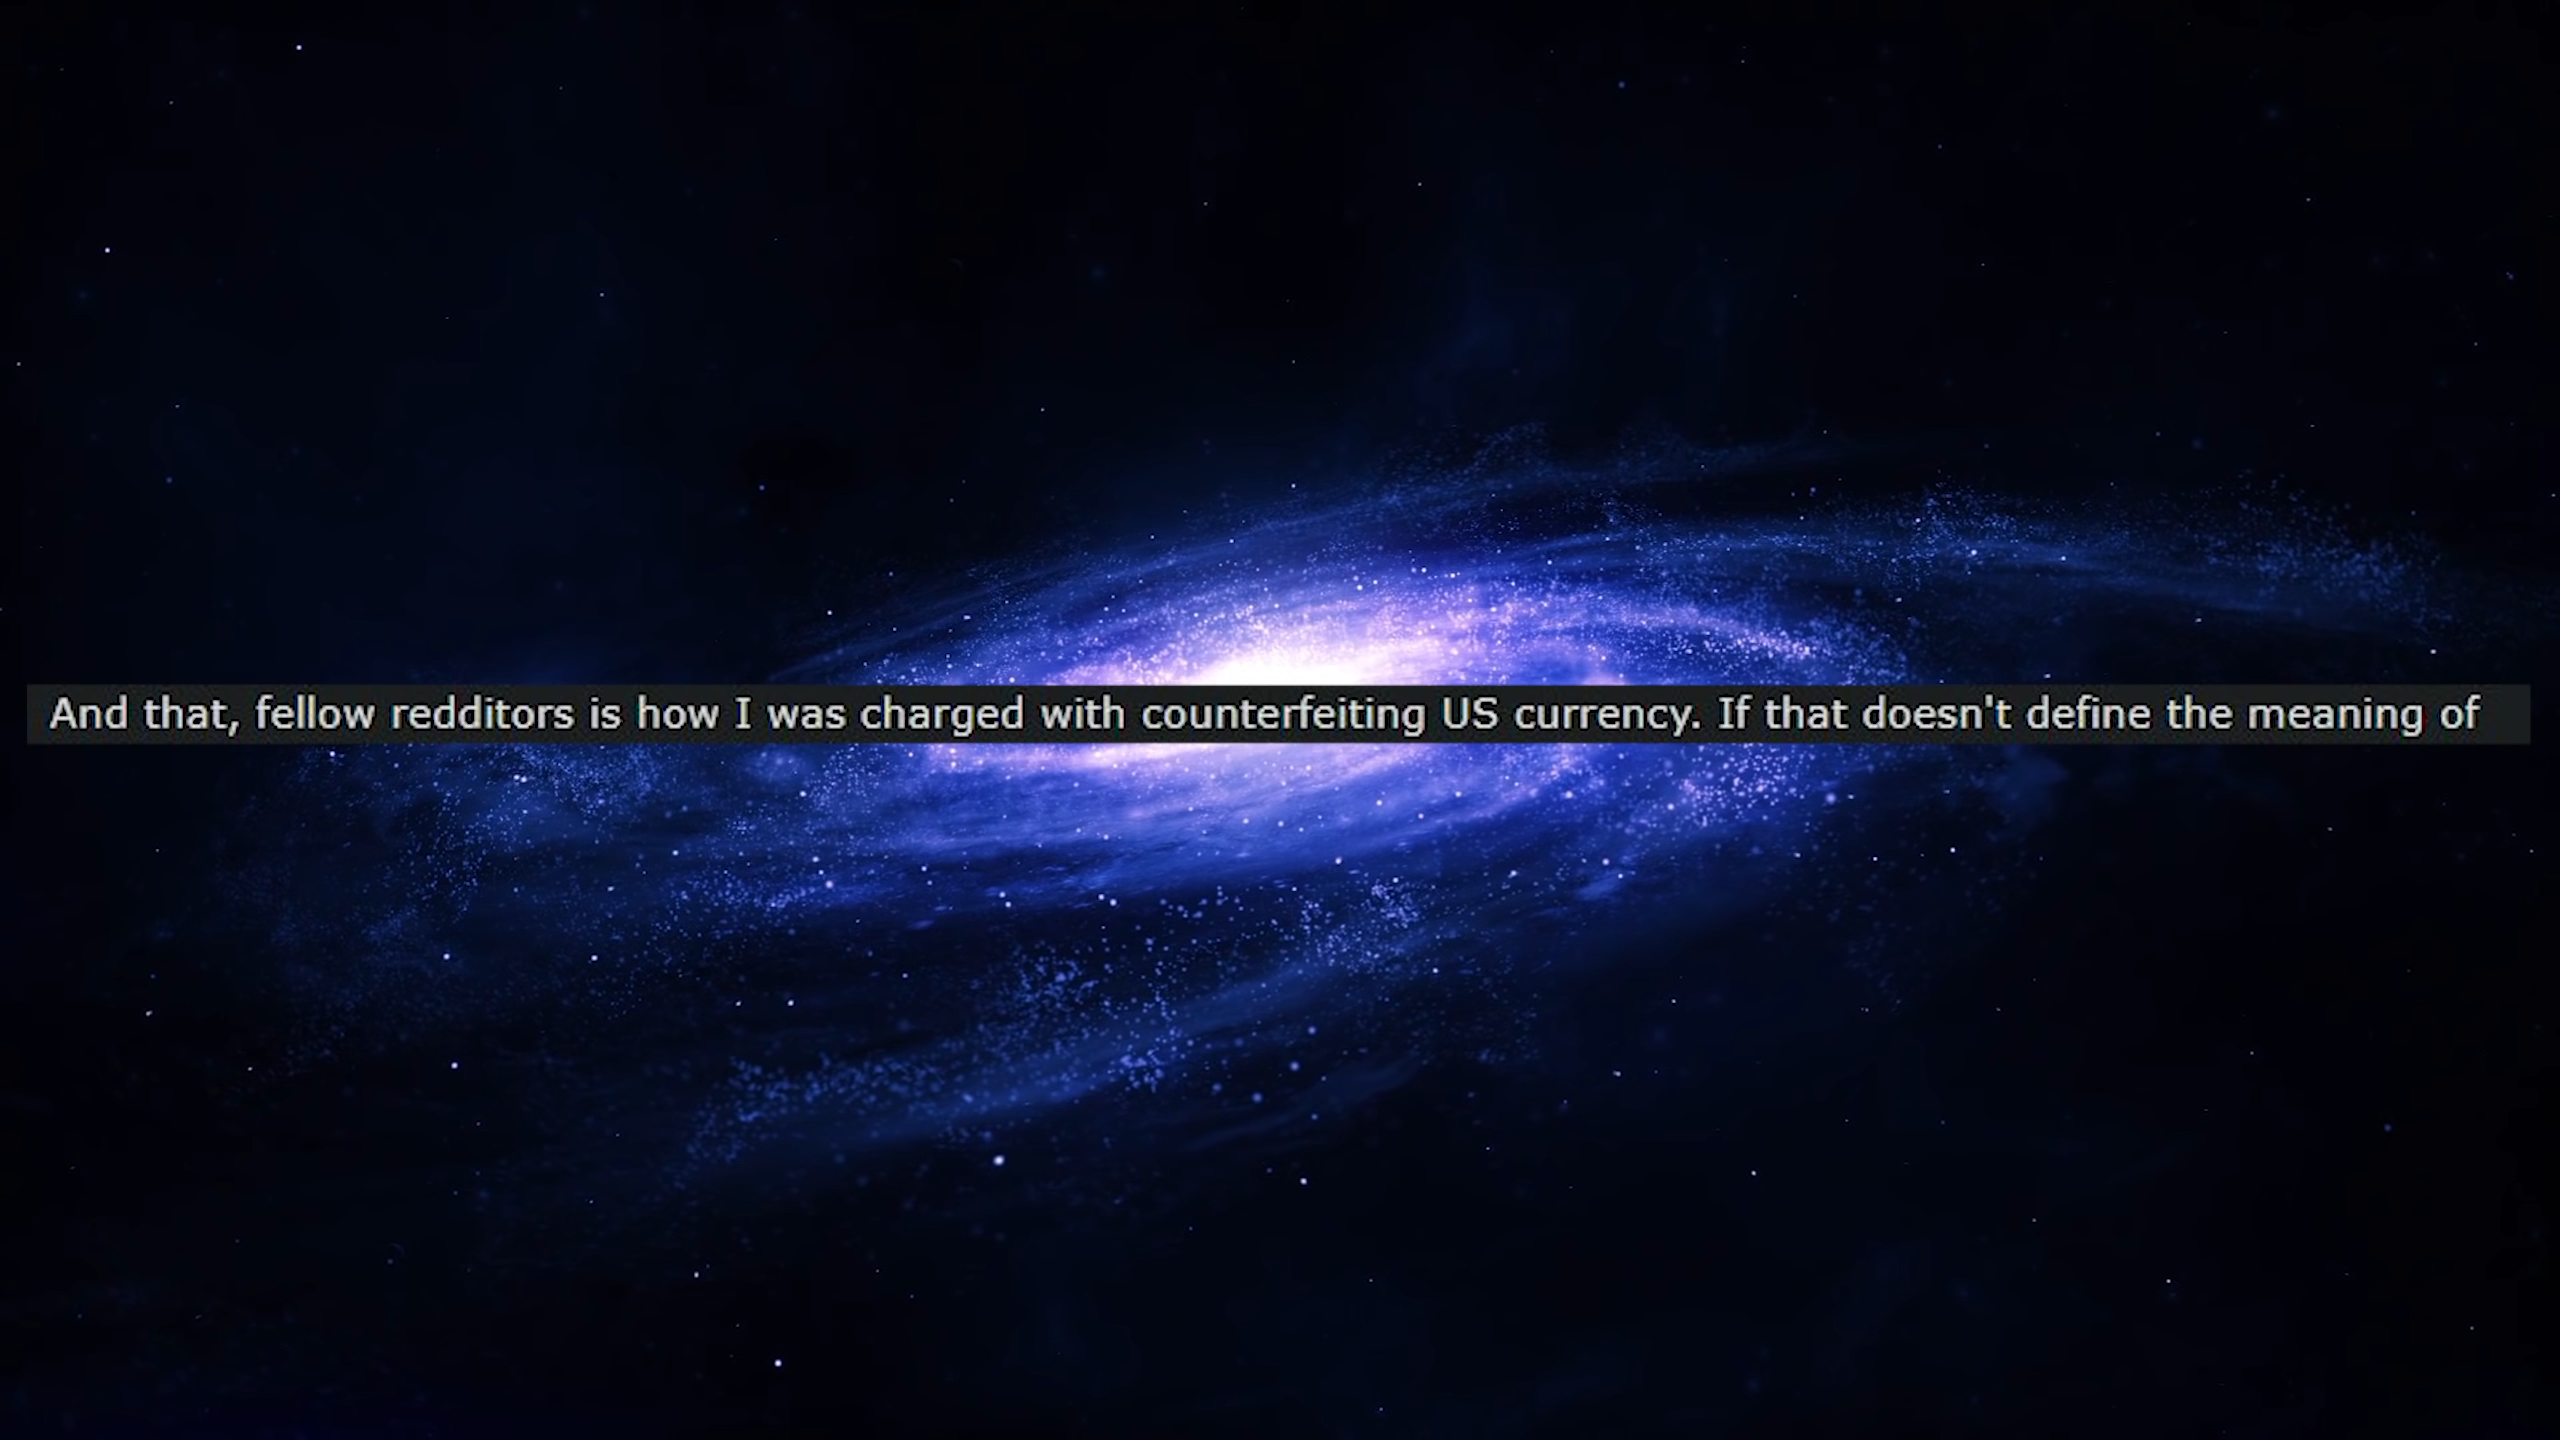 And that, fellow redditors is how I was charged with counterfeiting US currency. If that doesn't define the meaning of